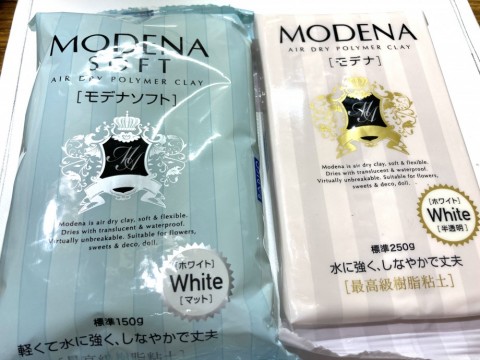 MODENA
SOFT
AIR DRY POLYMER CLAY
[モデナソフト]
M
Modena is air dry clay, soft & flexible.
Dries with translucent & waterproof.
Virtually unbreakable. Suitable for flowers,
sweets & deco, doll.
[ホワイト]
White
[マット]
標準150g
軽くて水に強く、しなやかで丈夫
MODENA
AIR DRY POLYMER CLAY
[モデナ]
M
Modena is air dry clay, soft & flexible.
Dries with translucent & waterproof.
Virtually unbreakable. Suitable for flowers,
sweets & deco, doll.
[ホワイト]
White
[半透明]
標準250g
水に強く、しなやかで丈夫
[最高級樹脂粘土]